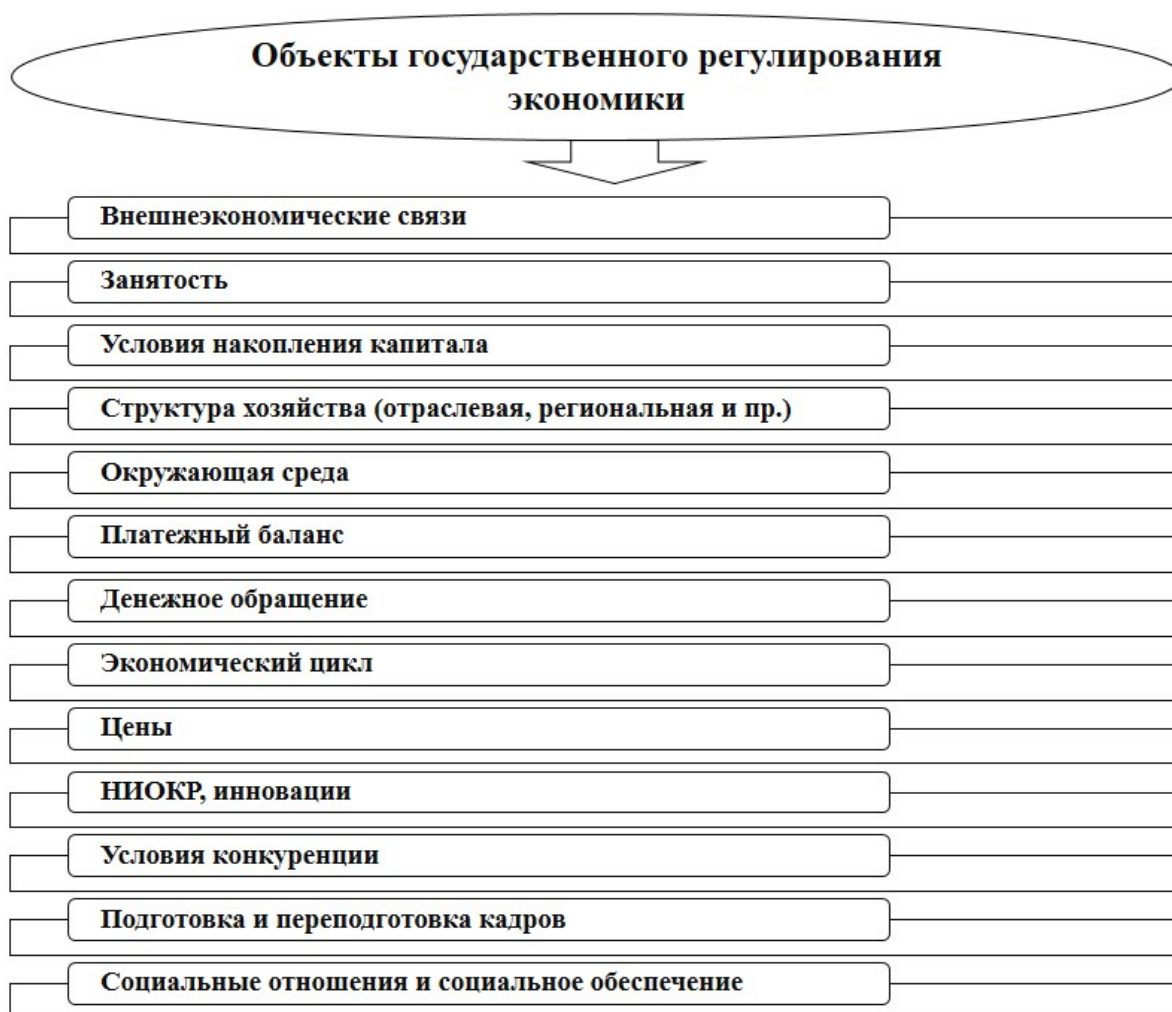 Объекты государственного регулирования
экономики
Внешнеэкономические связи
Занятость
Условия накопления капитала
Структура хозяйства (отраслевая, региональная и пр.)
Окружающая среда
Платежный баланс
Денежное обращение
Экономический цикл
Цены
НИОКР, инновации
Условия конкуренции
Подготовка и переподготовка кадров
Социальные отношения и социальное обеспечение